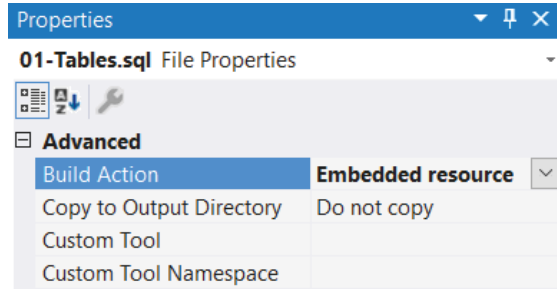 Properties
01-Tables.sql File Properties
A
Z
Advanced
Build Action Embedded resource
Copy to Output Directory Do not copy
Custom Tool
Custom Tool Namespace